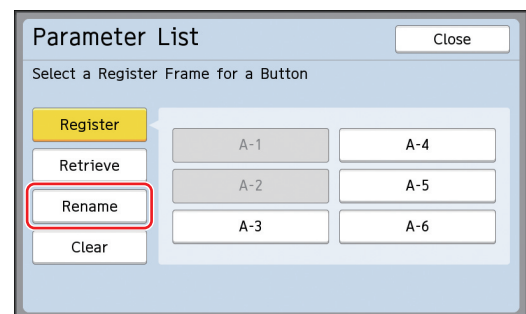 Parameter List
Close
Select a Register Frame for a Button
Register
Retrieve
Rename
Clear
A-1
A-4
A-2
A-5
A-3
A-6